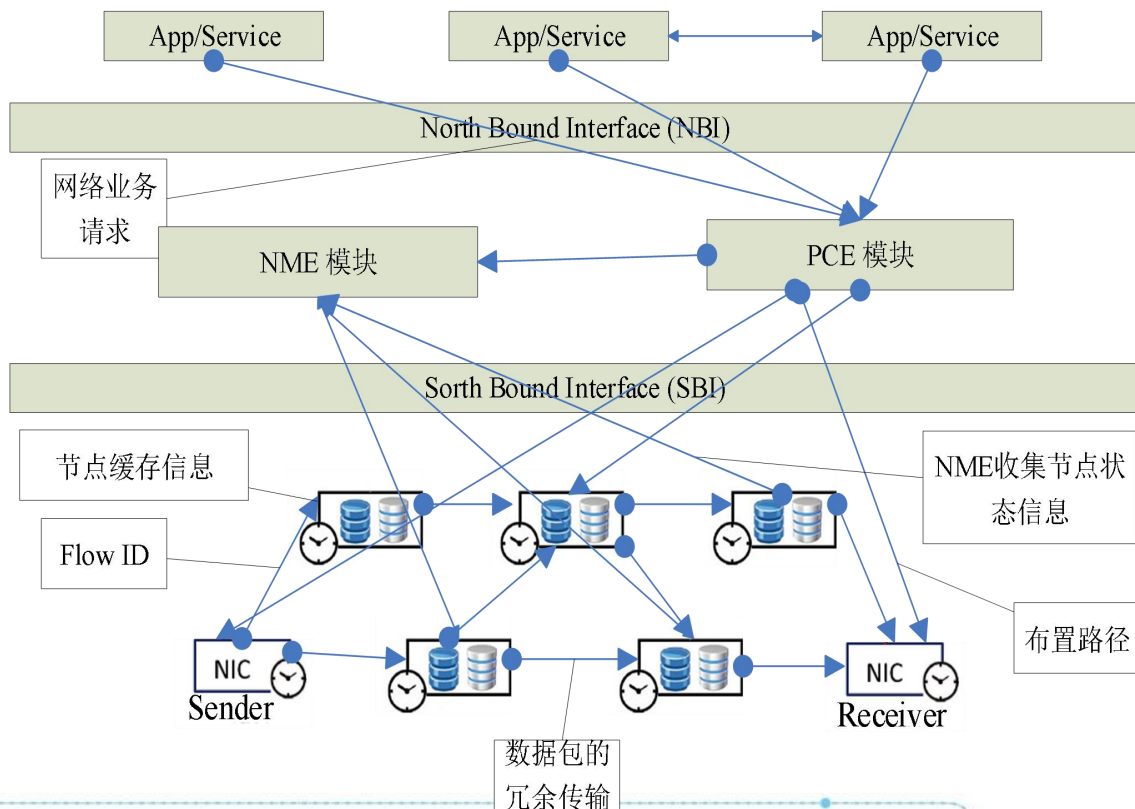 App/Service
App/Service
App/Service
North Bound Interface (NBI)
网络业务
请求
NME 模块
PCE 模块
Sorth Bound Interface (SBI)
节点缓存信息
NME收集节点状
态信息
Flow ID
布置路径
NIC
Sender
NIC
Receiver
数据包的
冗余传输